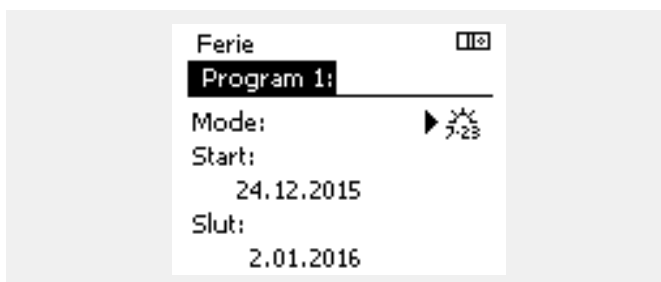 Ferie
Program 1:
Mode:
7-23
Start:
24.12.2015
Slut:
2.01.2016